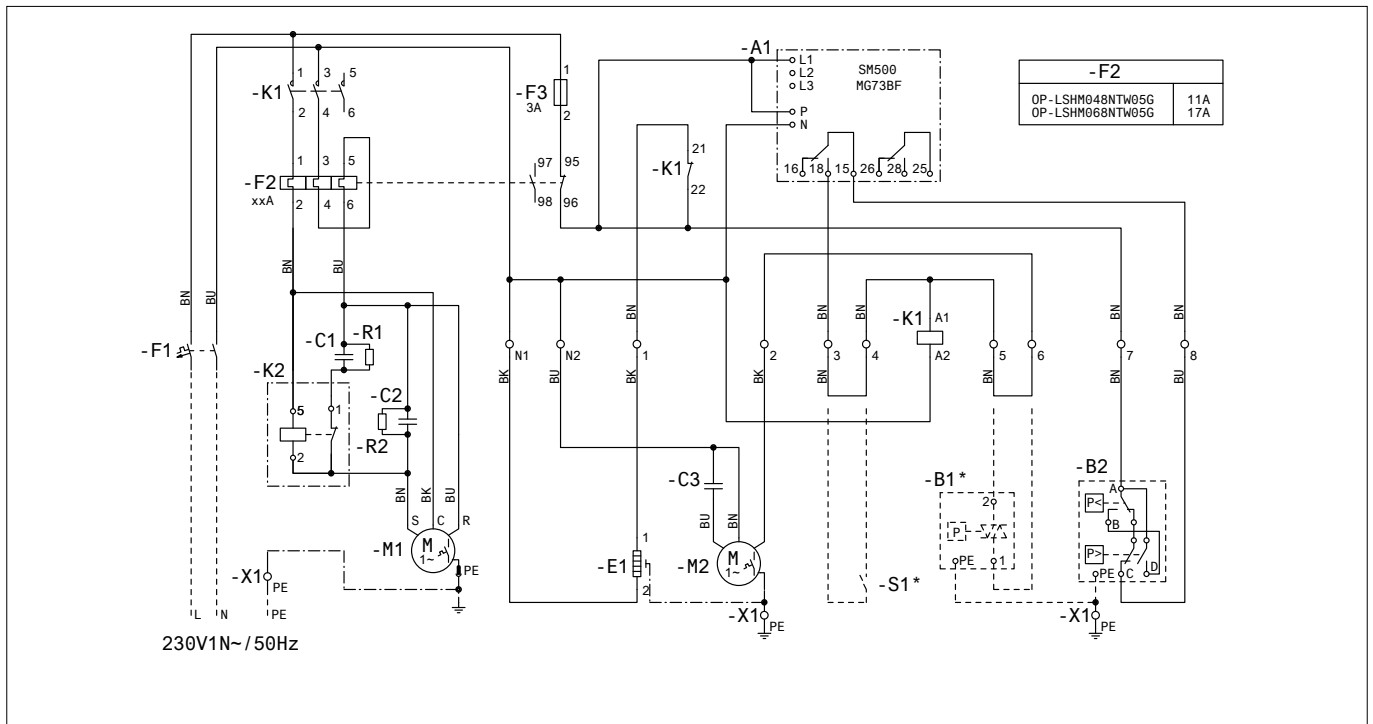 -A1
L1
L2
L3
P
N
SM500
MG73BF
16 18 15 26 28 25
-F2
OP-LSHM048NTW05G 11A
OP-LSHM068NTW05G 17A
-K1
1 3 5
2 4 6
-F3
3A
1
2
-F2
xxA
1 3 5
2 4 6
97 95
98 96
-K1
21
22
BN BU
BN BU
-F1
-K2
5 1
2
-C1
-R1
-C2
-R2
BN BK BU
S C R
-M1
M
1~
PE
-X1
PE
L N PE
230V1N~/50Hz
N1 N2 1 2 3 4 5 6 7 8
BN BN BN BN BN BN BN
BK BU BK BK BN BN BN BU
-K1
A1
A2
-E1
1
2
-C3
BU BN
-M2
M
1~
-X1
PE
-S1*
-B1*
2
P
PE 1
-B2
A
P<
B
P>
PE C D
-X1
PE